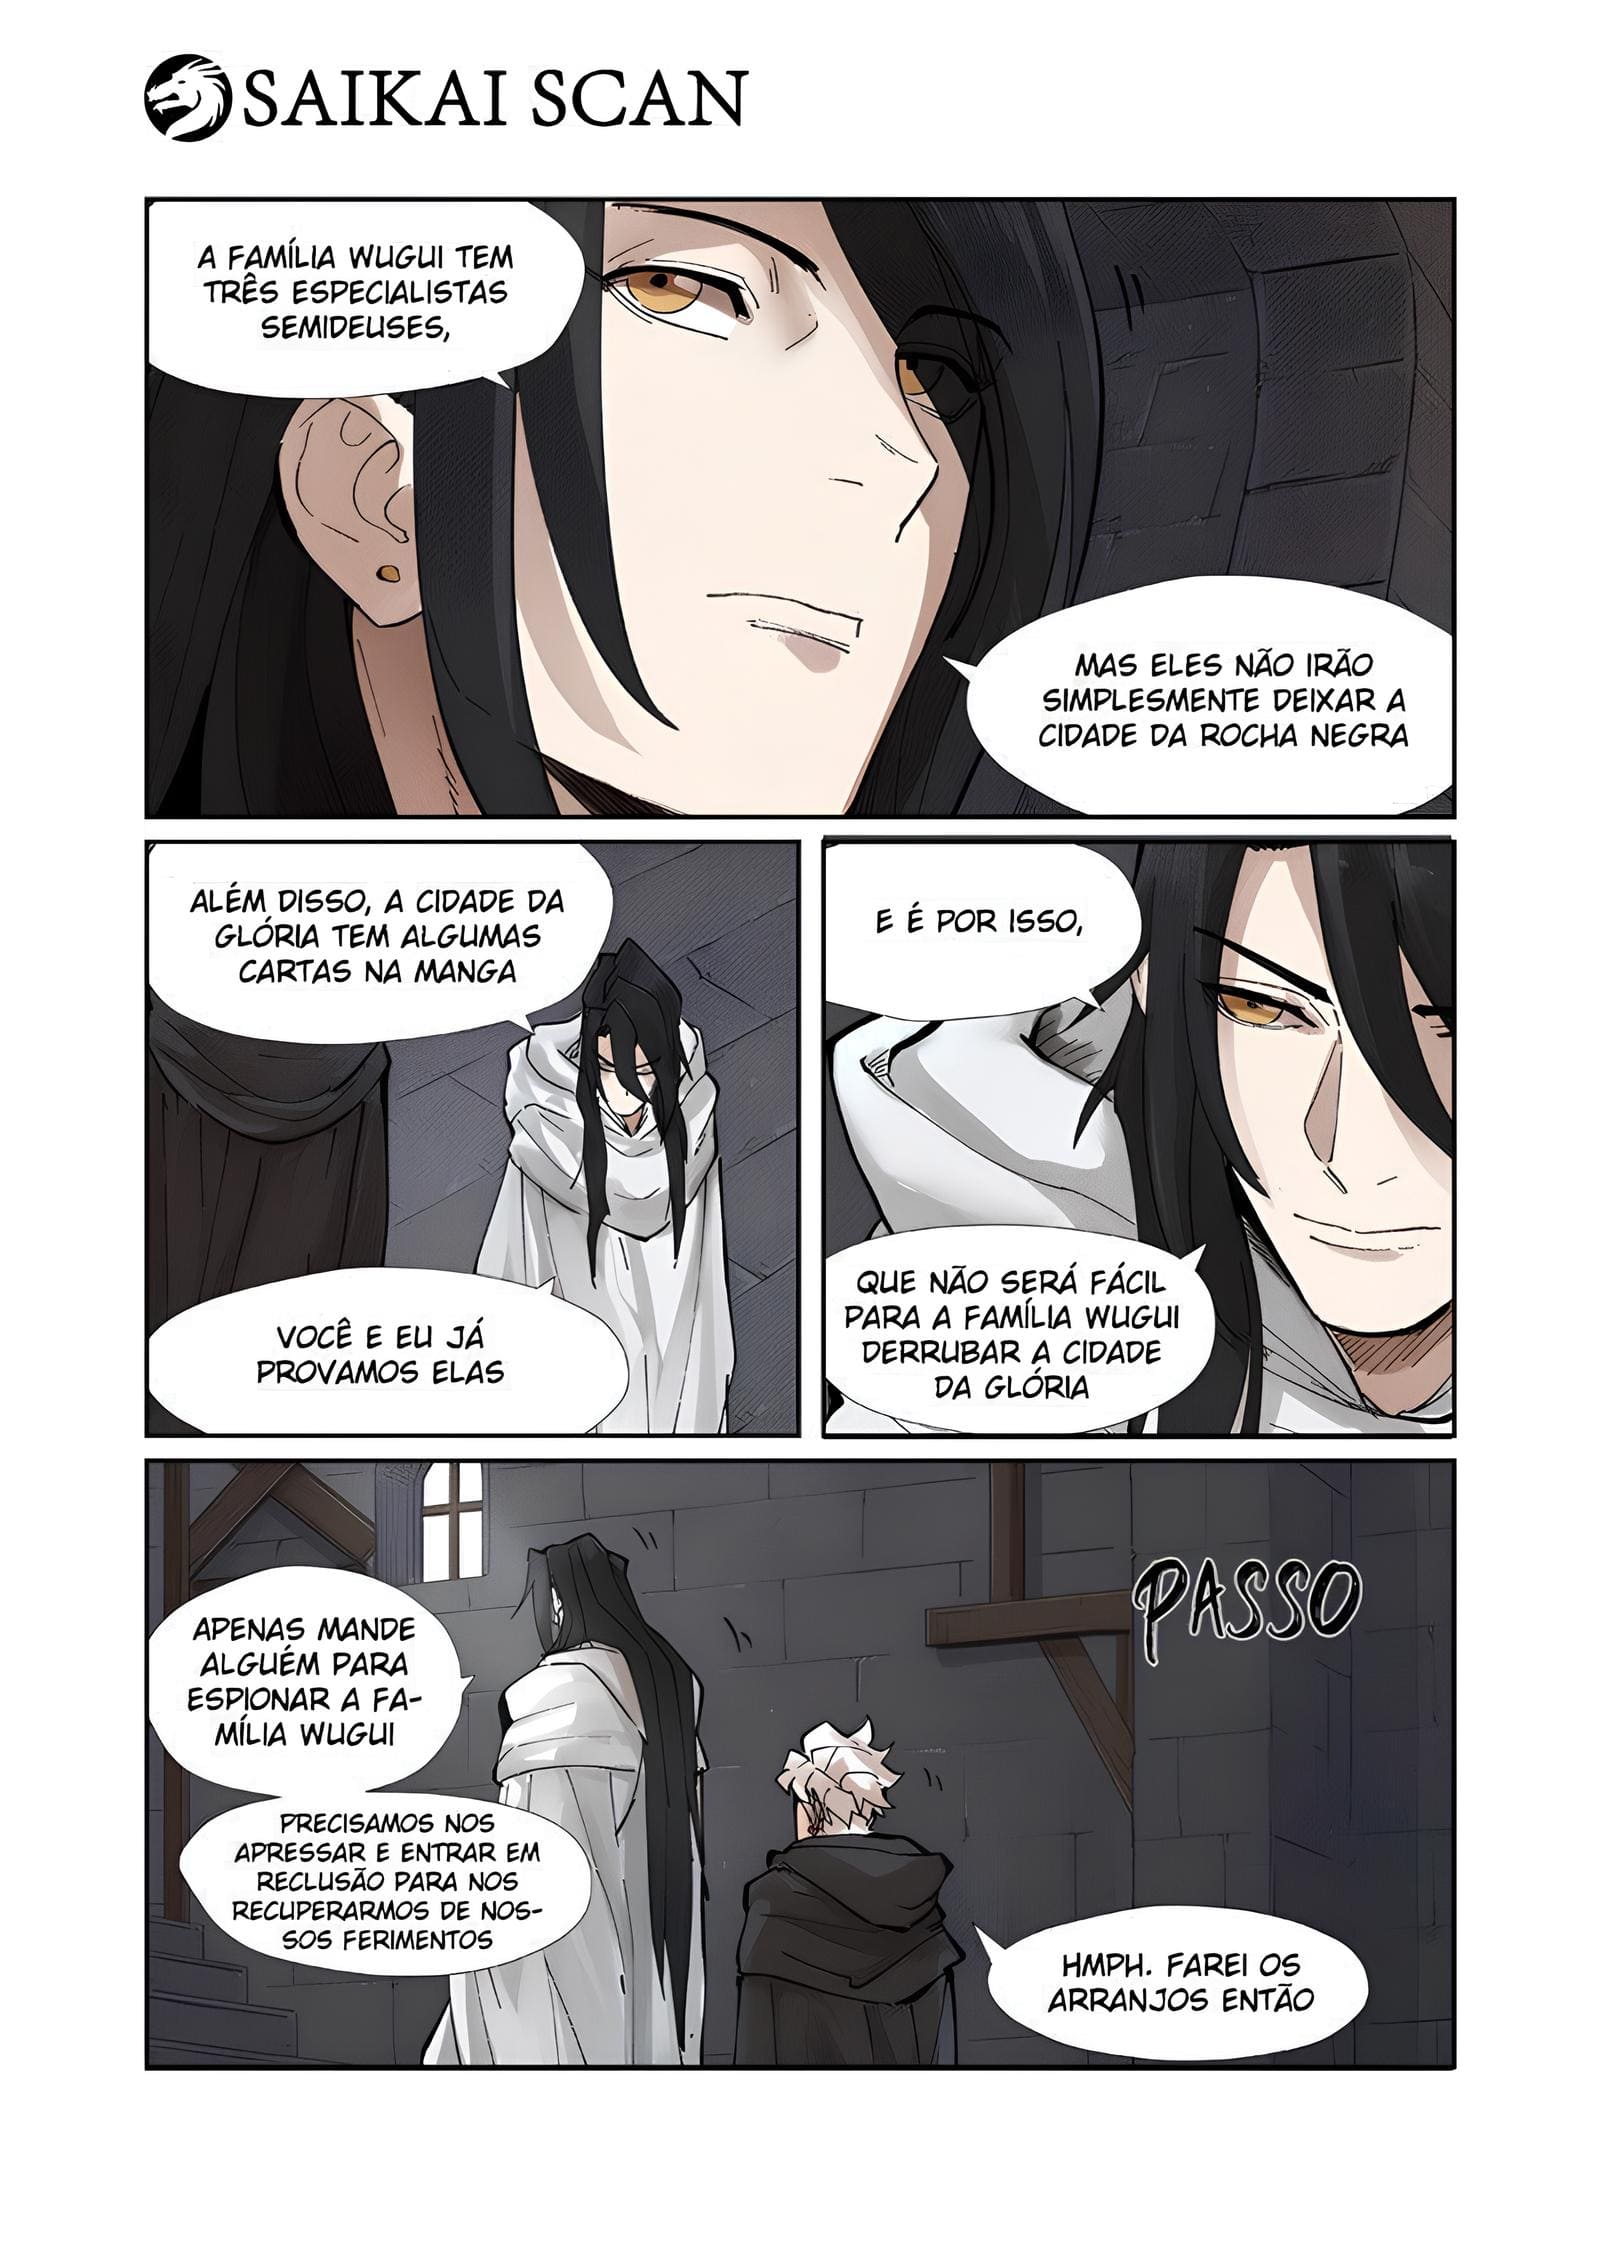 SAIKAI SCAN
A FAMÍLIA WUGUI TEM
TRÊS ESPECIALISTAS
SEMIDEUSES,
MAS ELES NÃO IRÃO
SIMPLESMENTE DEIXAR A
CIDADE DA ROCHA NEGRA
ALÉM DISSO, A CIDADE DA
GLÓRIA TEM ALGUMAS
CARTAS NA MANGA
VOCÊ E EU JÁ
PROVAMOS ELAS
E É POR ISSO,
QUE NÃO SERÁ FÁCIL
PARA A FAMÍLIA WUGUI
DERRUBAR A CIDADE
DA GLÓRIA
APENAS MANDE
ALGUÉM PARA
ESPIONAR A FA-
MÍLIA WUGUI
PRECISAMOS NOS
APRESSAR E ENTRAR EM
RECLUSÃO PARA NOS
RECUPERARMOS DE NOS-
SOS FERIMENTOS
PASSO
HMPH. FAREI OS
ARRANJOS ENTÃO